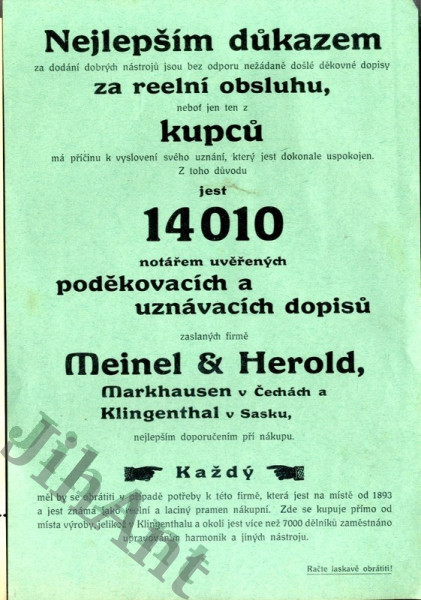 Nejlepším důkazem
za dodání dobrých nástrojů jsou bez odporu nežádaně došlé děkovné dopisy
za reelní obsluhu,
neboť jen ten z
kupců
má příčinu k vyslovení svého uznání, který jest dokonale uspokojen.
Z toho důvodu
jest
14010
notářem uvěřených
poděkovacích a
uznávacích dopisů
zaslaných firmě
Meinel & Herold,
Markhausen v Čechách a
Klingenthal v Sasku,
nejlepším doporučením při nákupu.
Každý
měl by se obrátiti v případě potřeby k této firmě, která jest na místě od 1893
a jest známá jako reelní a laciný pramen nákupní. Zde se kupuje přímo od
místa výroby, jelikož v Klingenthalu a okolí jest více než 7000 dělníků zaměstnáno
upravováním harmonik a jiných nástroju.
Račte laskavě obrátiti!
JihoAnt